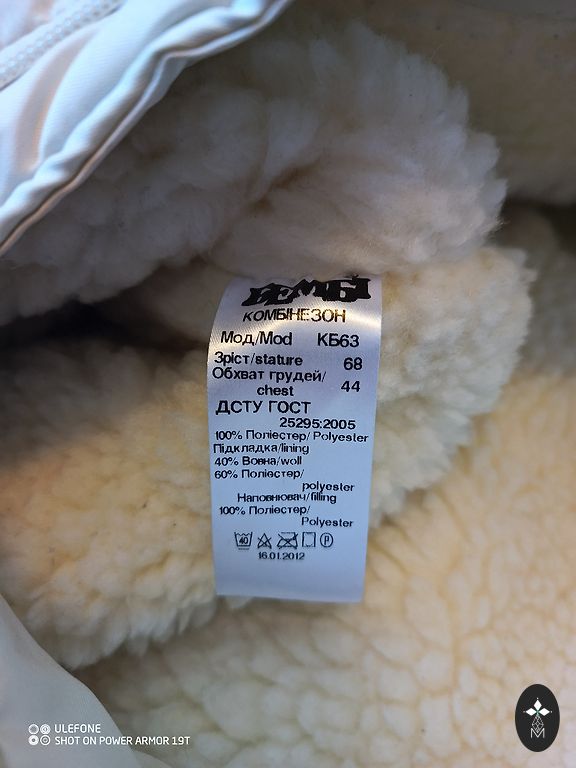 БЕМБІ
КОМБІНЕЗОН
Мод/Mod КБ63
Зріст/stature 68
Обхват грудей/ 44
chest
ДСТУ ГОСТ
25295:2005
100% Поліестер/ Polyester
Підкладка/lining
40% Вовна/woll
60% Поліестер/
polyester
Наповнювач/filling
100% Поліестер/
Polyester
40 P
16.01.2012
ULEFONE
SHOT ON POWER ARMOR 19T
M